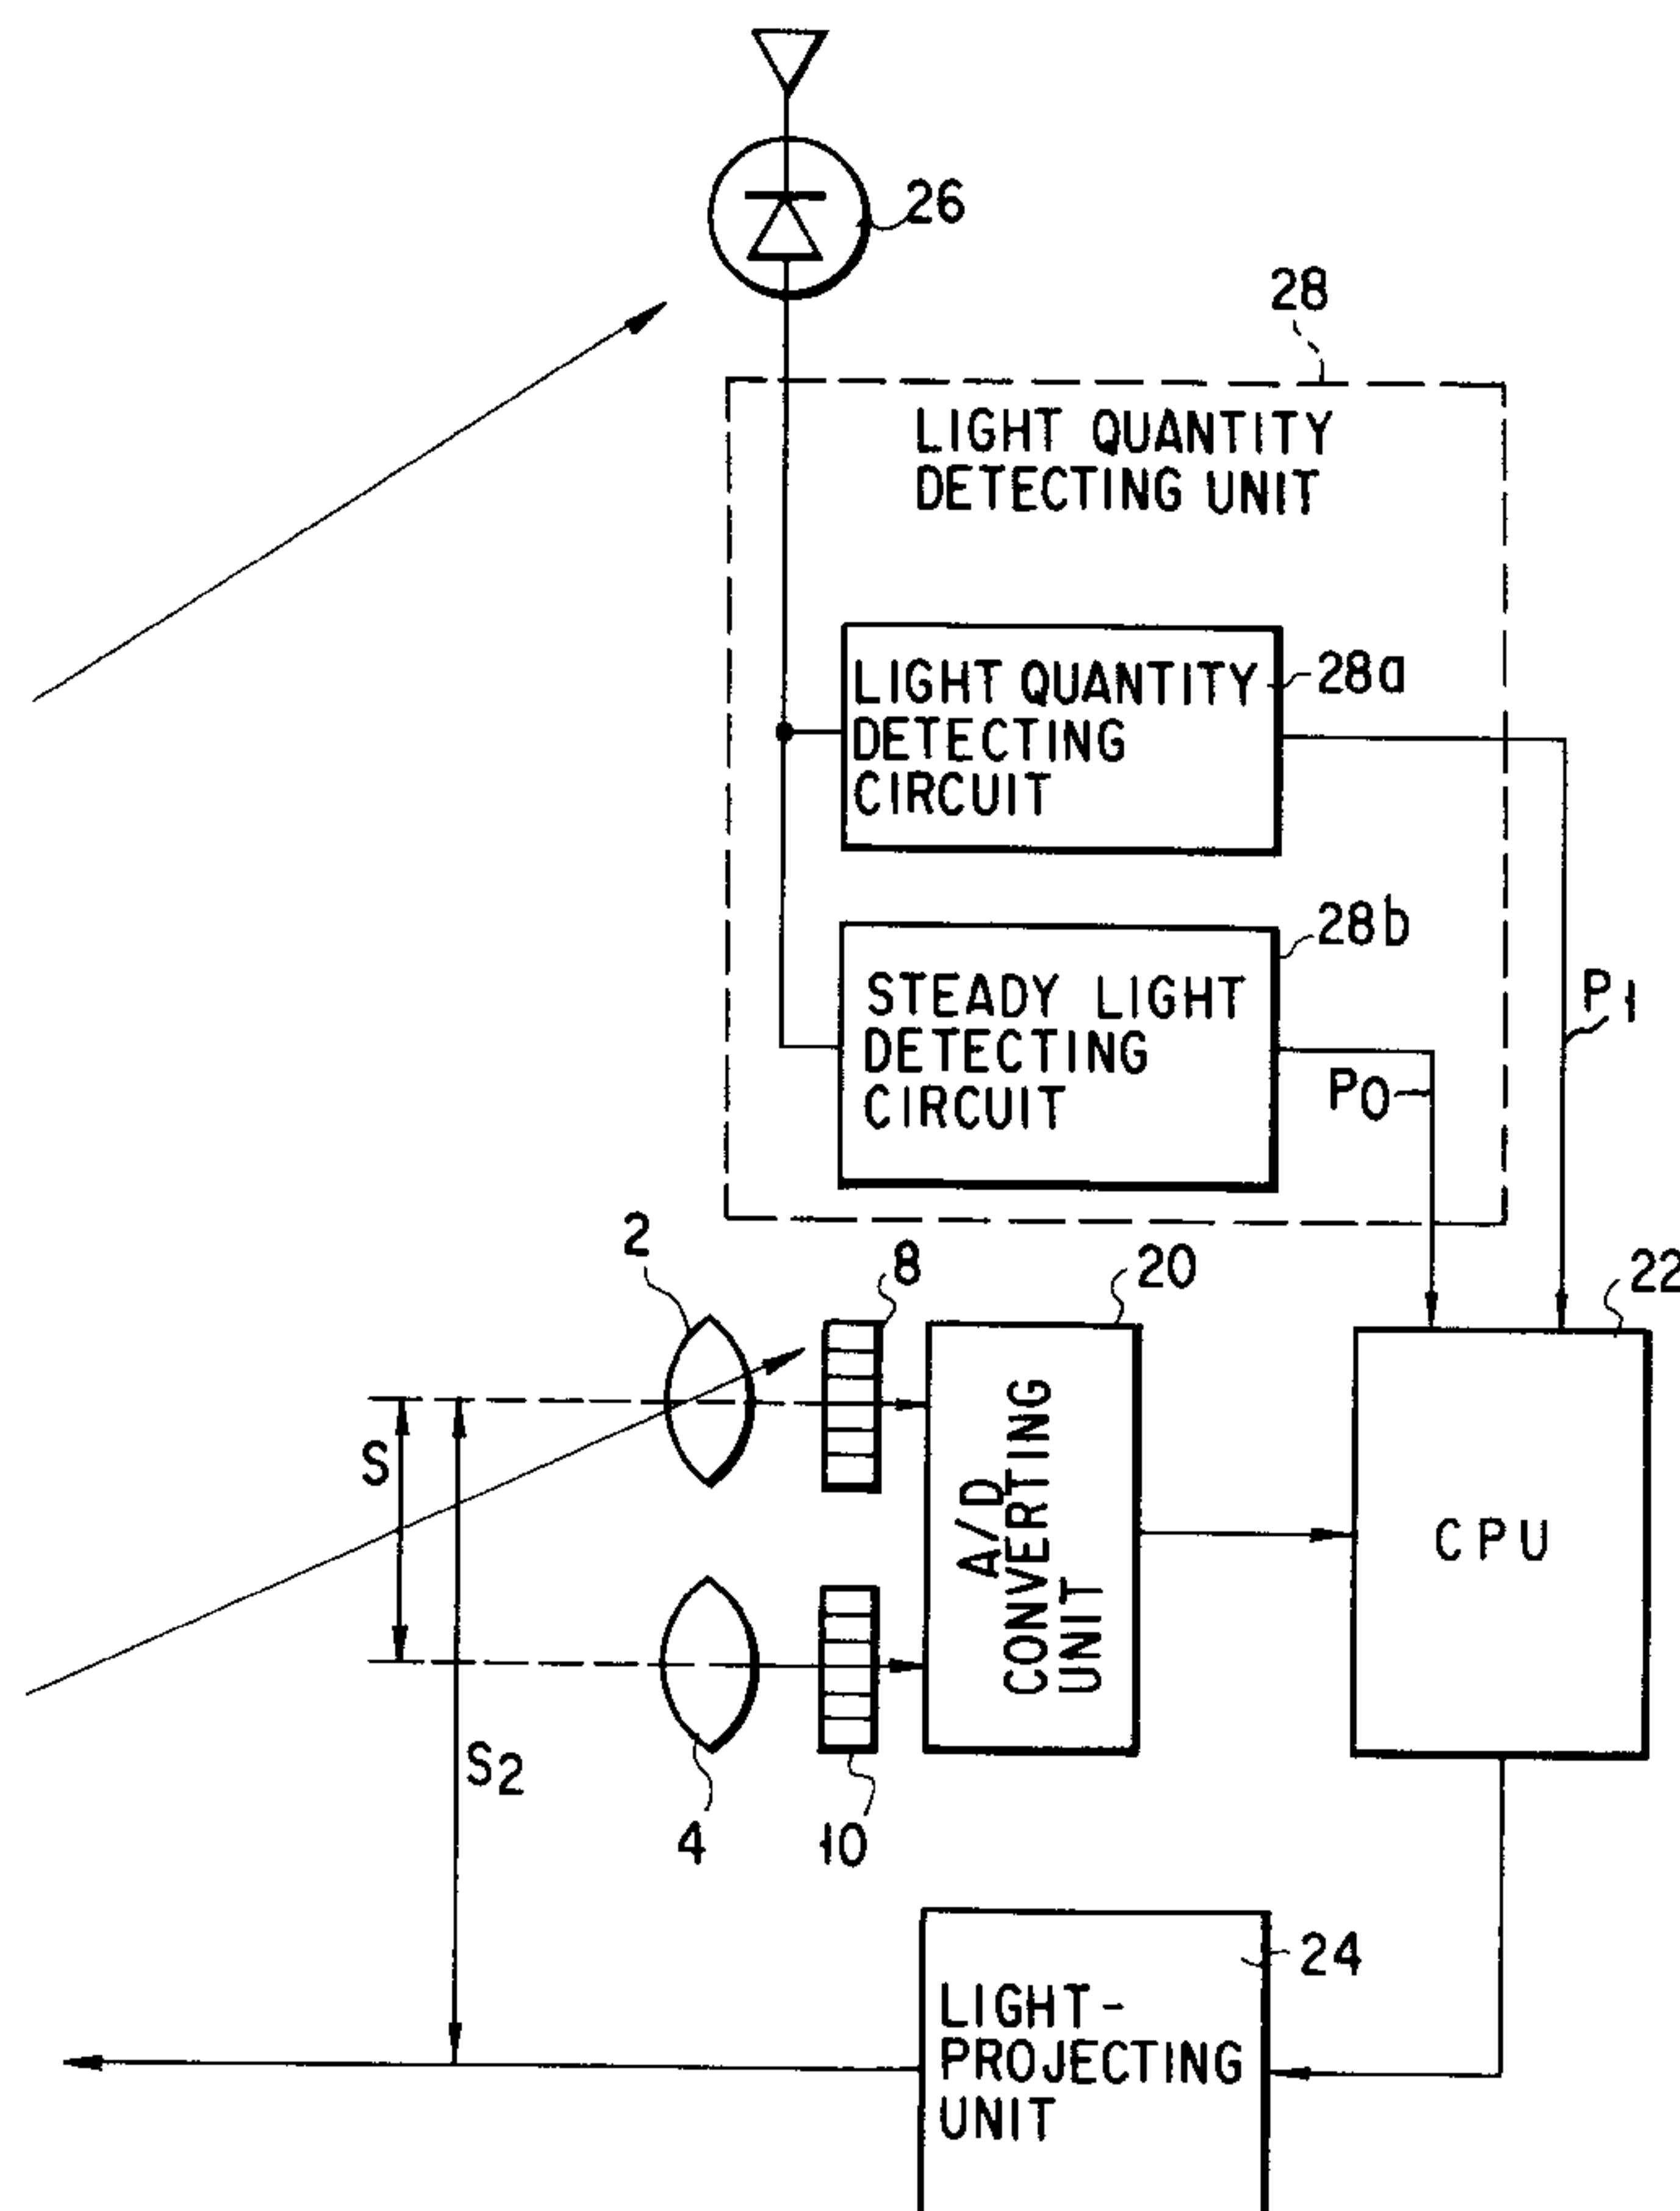 26
28
LIGHT QUANTITY
DETECTING UNIT
LIGHT QUANTITY
DETECTING
CIRCUIT
28a
28b
STEADY LIGHT
DETECTING
CIRCUIT
P1
P0
2
8
20
22
S
A/D
CONVERTING
UNIT
CPU
S2
4
10
24
LIGHT-
PROJECTING
UNIT